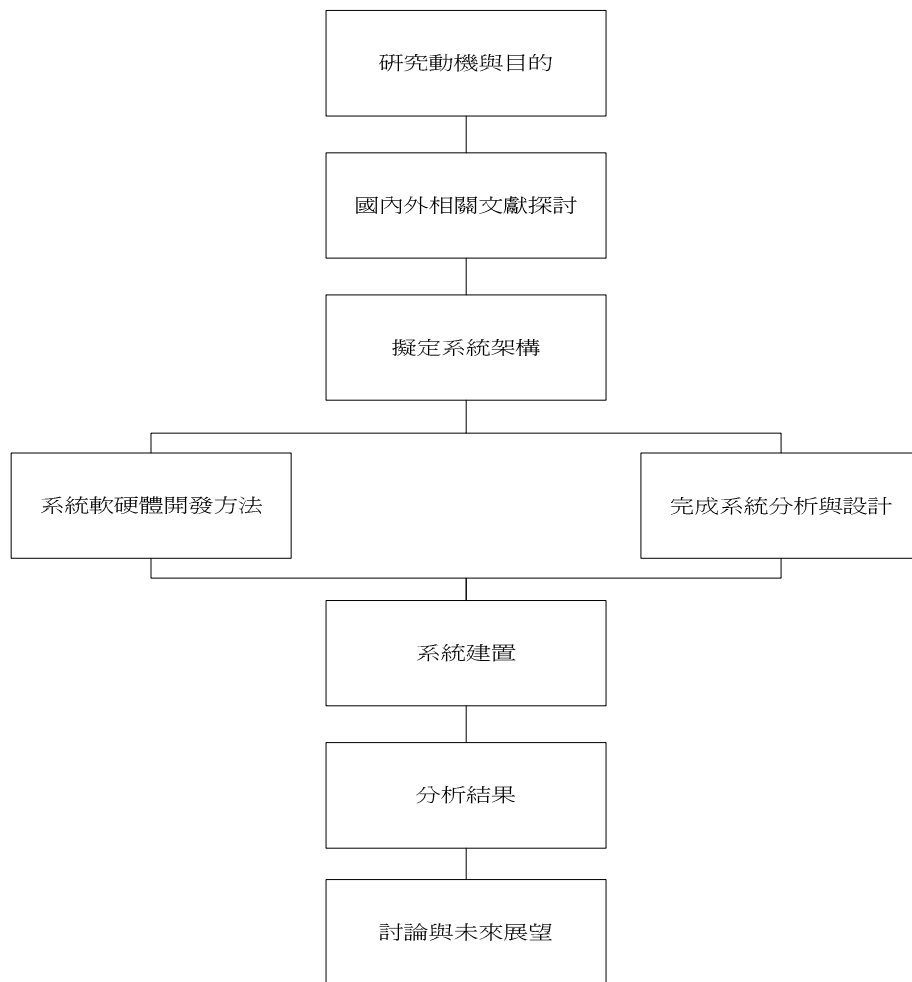 研究動機與目的
國內外相關文獻探討
擬定系統架構
系統軟硬體開發方法
完成系統分析與設計
系統建置
分析結果
討論與未來展望